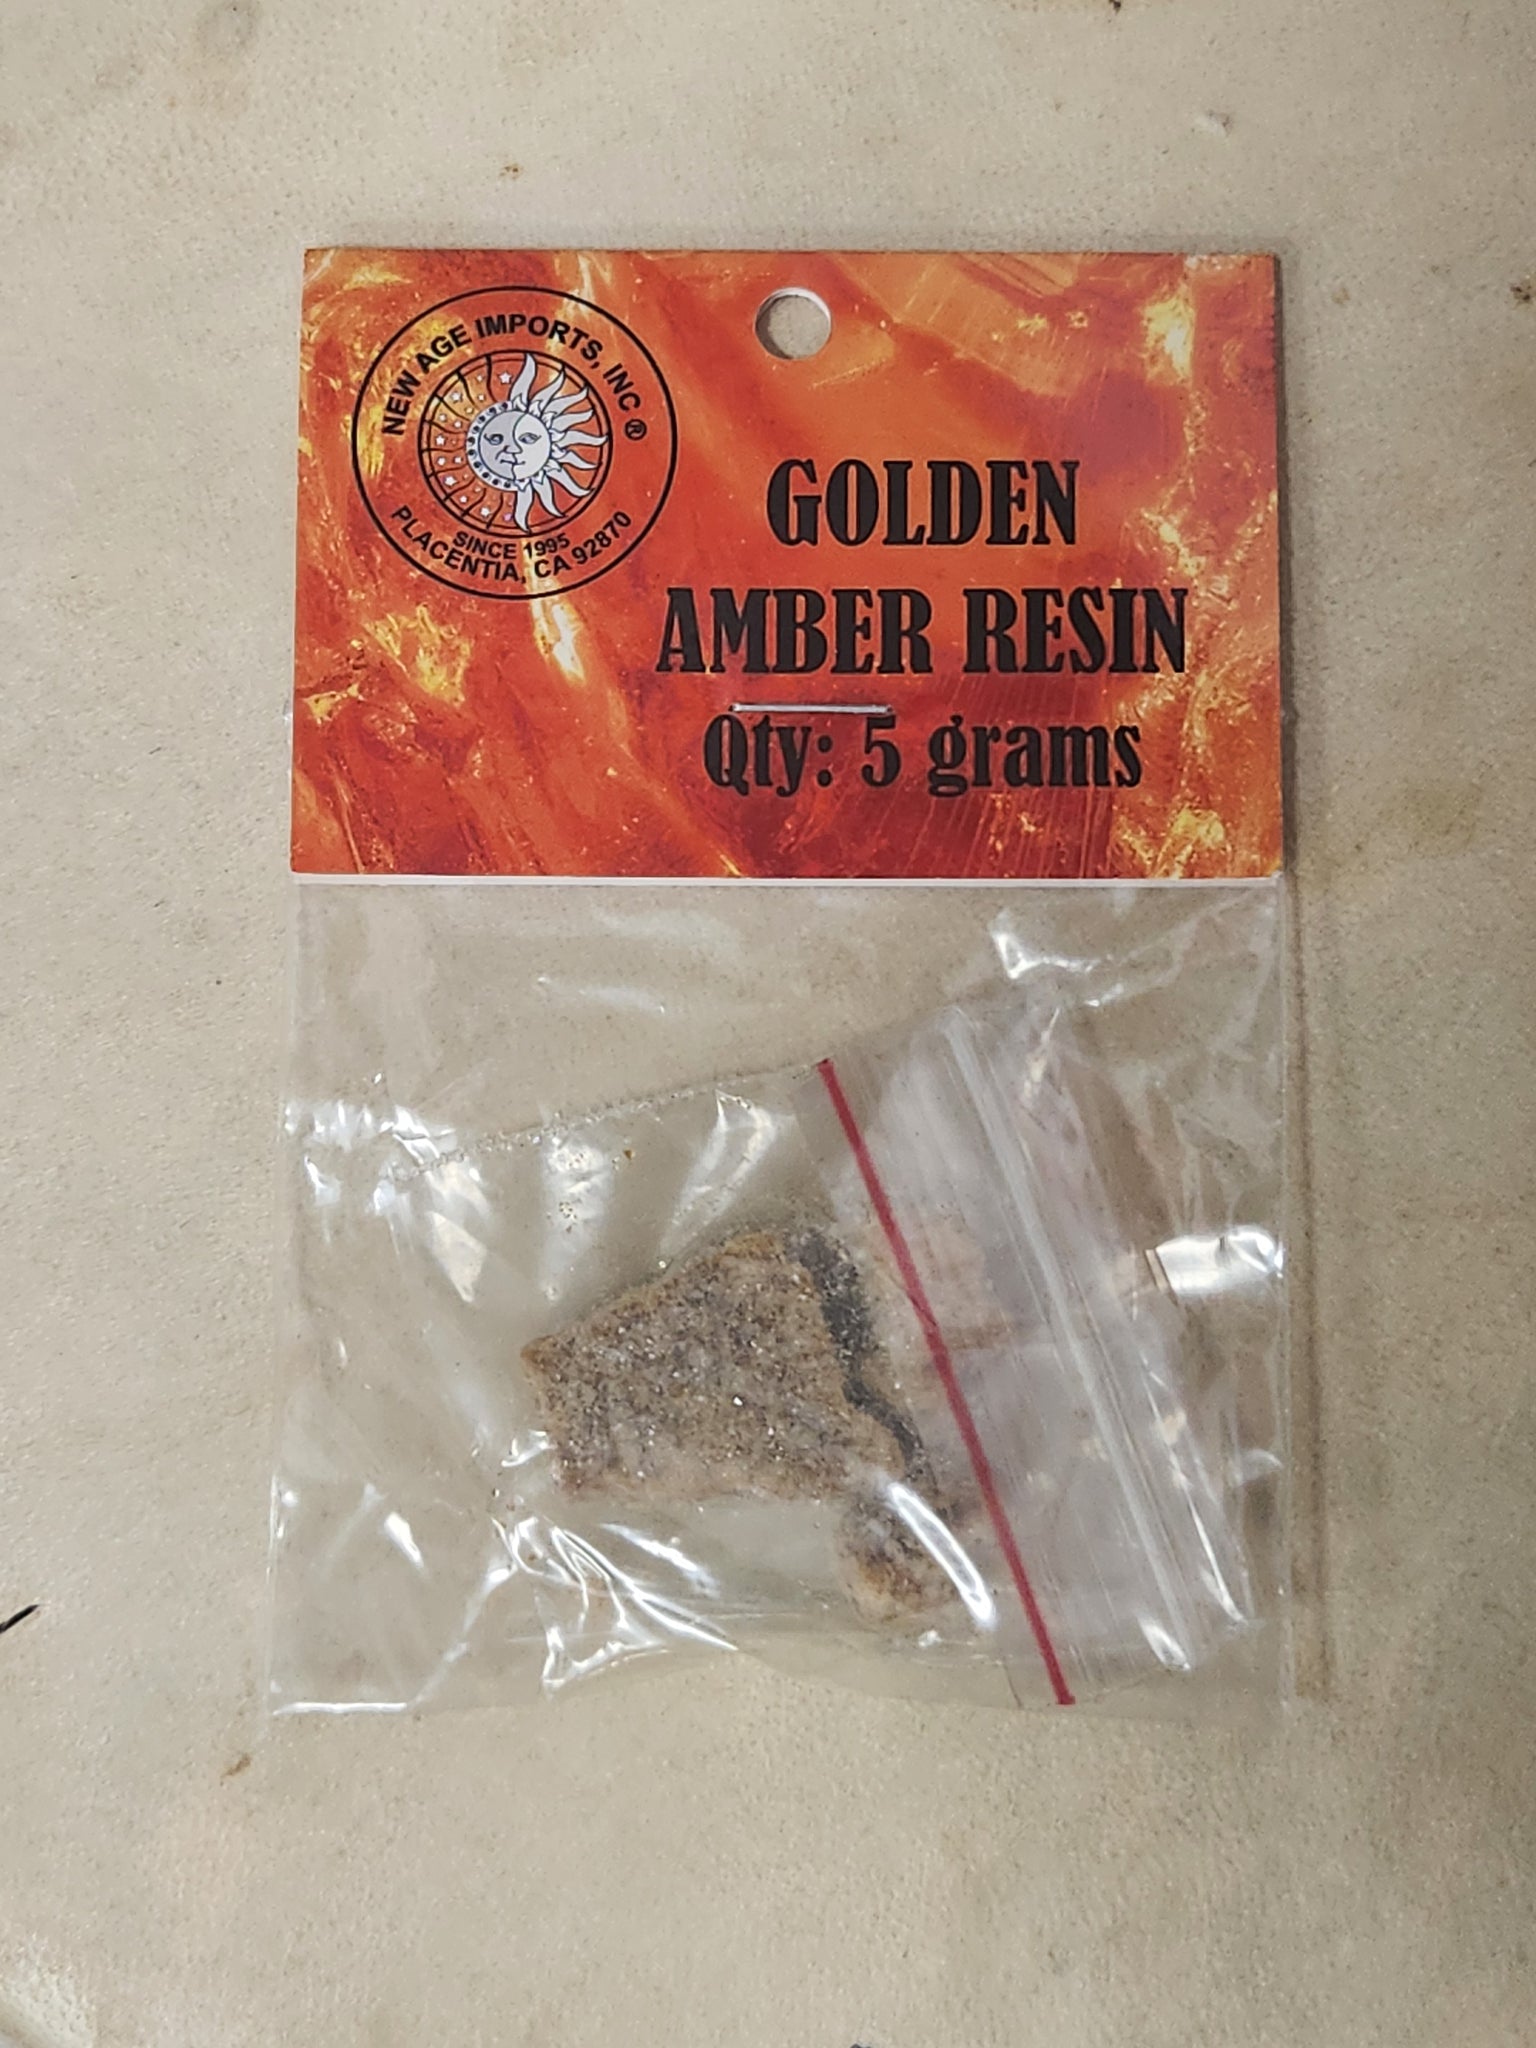 NEW AGE IMPORTS, INC ®
SINCE 1995
PLACENTIA, CA 92870
GOLDEN
AMBER RESIN
Qty: 5 grams